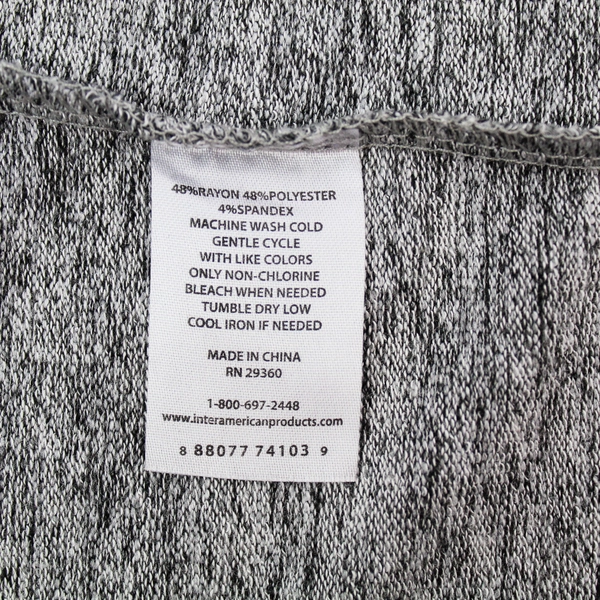 48%RAYON 48%POLYESTER
4%SPANDEX
MACHINE WASH COLD
GENTLE CYCLE
WITH LIKE COLORS
ONLY NON-CHLORINE
BLEACH WHEN NEEDED
TUMBLE DRY LOW
COOL IRON IF NEEDED
MADE IN CHINA
RN 29360
1-800-697-2448
www.interamericanproducts.com
8 88077 74103 9